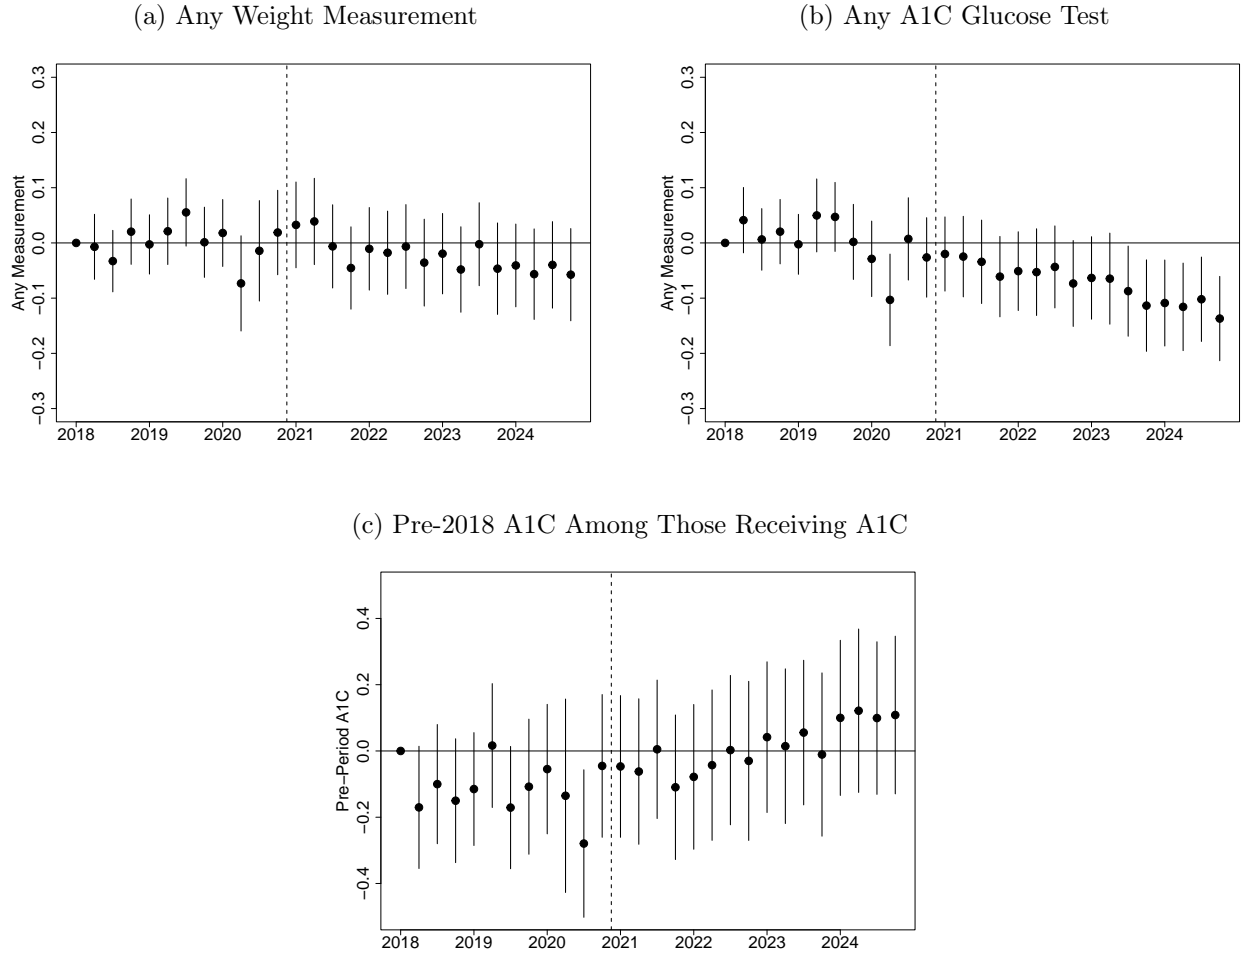 (a) Any Weight Measurement
(b) Any A1C Glucose Test
0.3
0.2
0.1
0.0
−0.1
−0.2
−0.3
Any Measurement
2018 2019 2020 2021 2022 2023 2024
0.3
0.2
0.1
0.0
−0.1
−0.2
−0.3
Any Measurement
2018 2019 2020 2021 2022 2023 2024
(c) Pre-2018 A1C Among Those Receiving A1C
0.4
0.2
0.0
−0.2
−0.4
Pre−Period A1C
2018 2019 2020 2021 2022 2023 2024